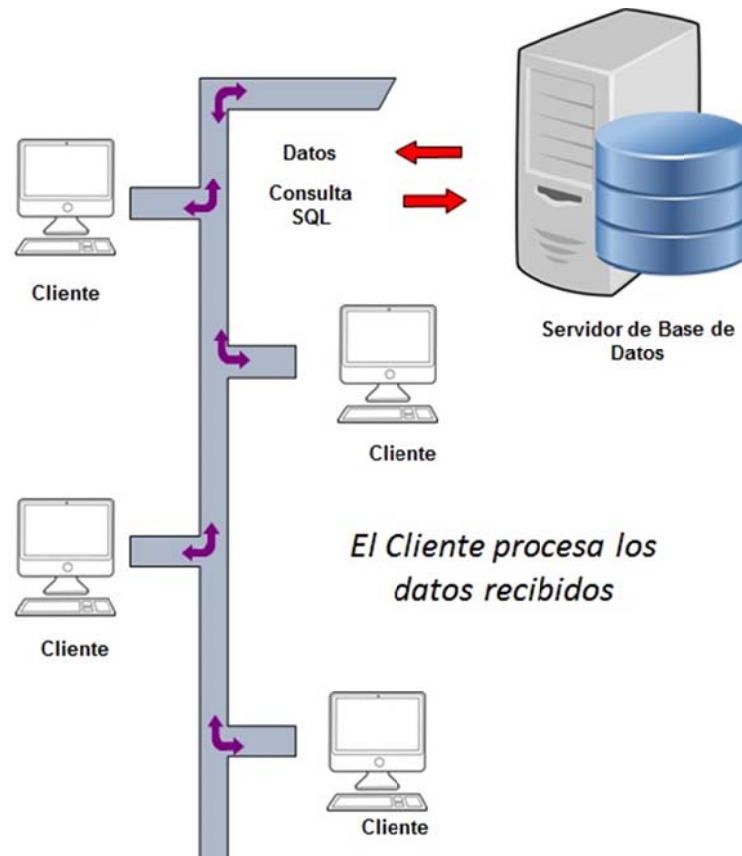 Datos
Consulta
SQL
Servidor de Base de
Datos
Cliente
Cliente
El Cliente procesa los
datos recibidos
Cliente
Cliente